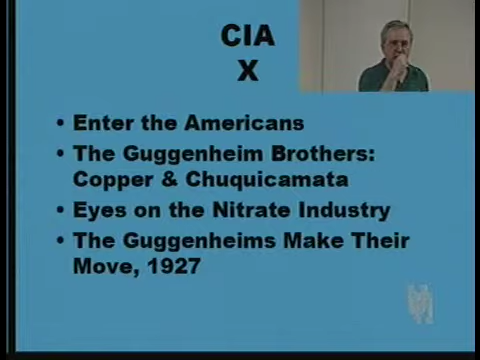 CIA
X
• Enter the Americans
• The Guggenheim Brothers:
Copper & Chuquicamata
• Eyes on the Nitrate Industry
• The Guggenheims Make Their
Move, 1927